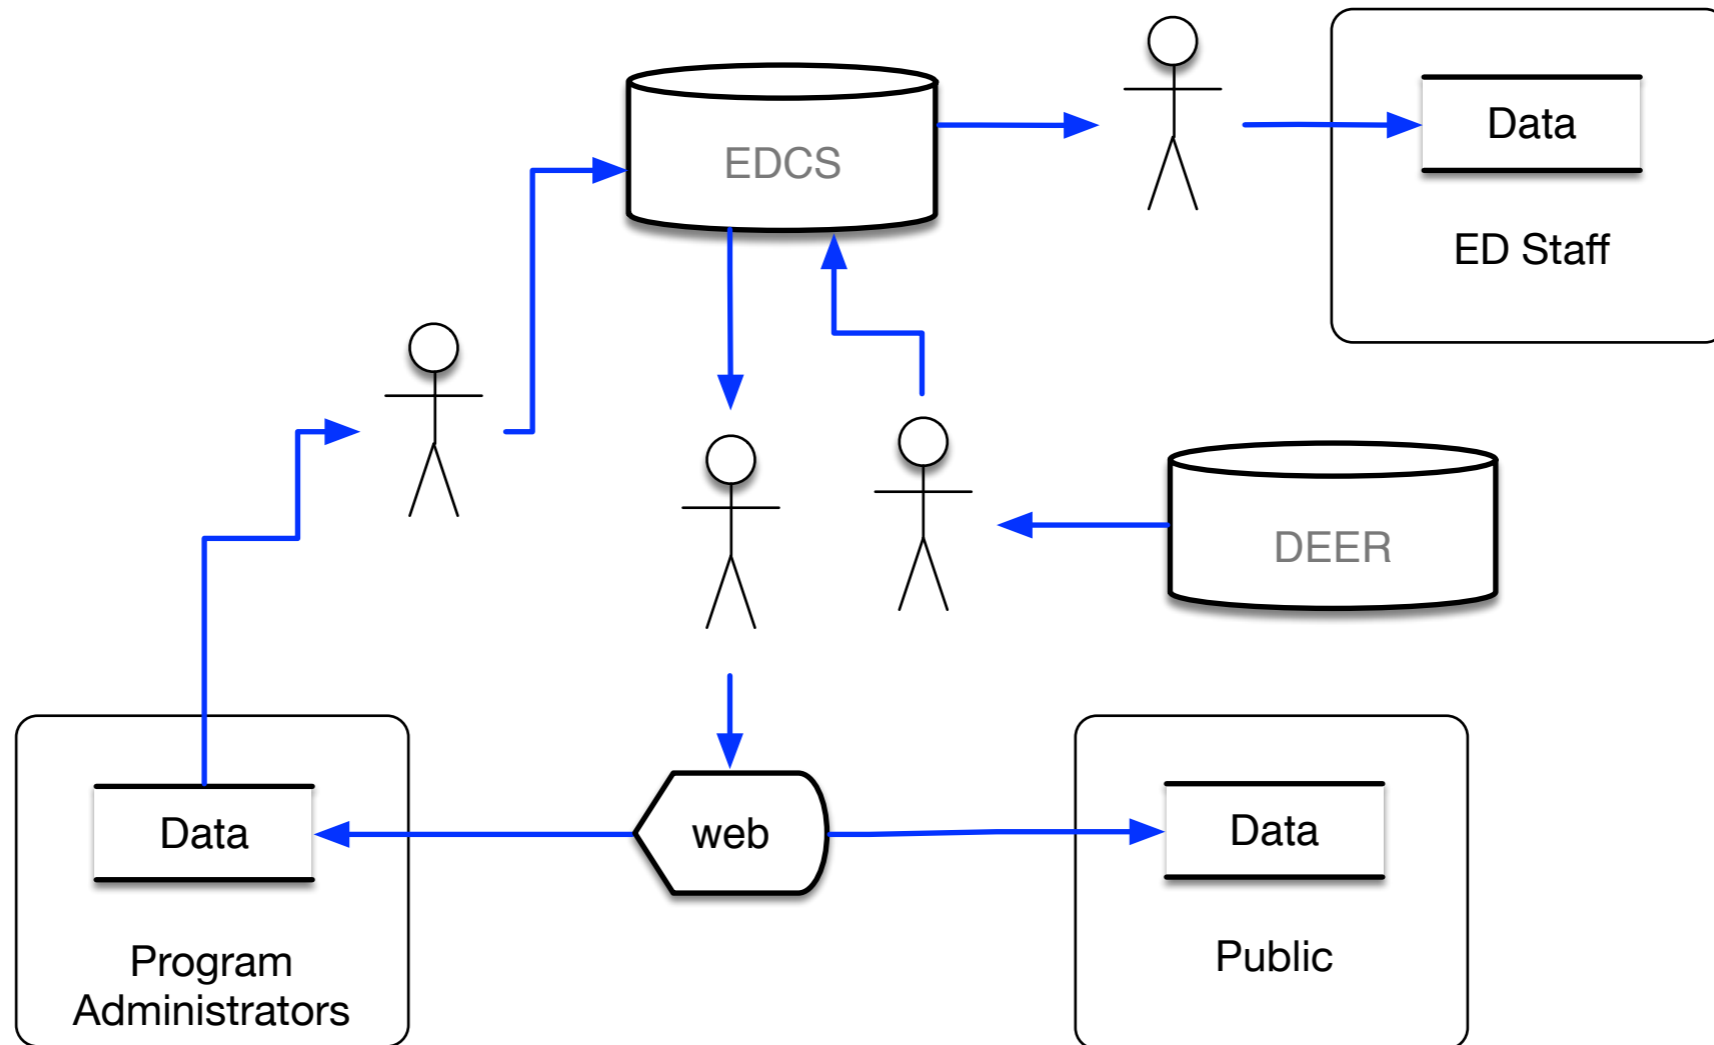 EDCS
Data
ED Staff
DEER
Data
web
Data
Program
Administrators
Public